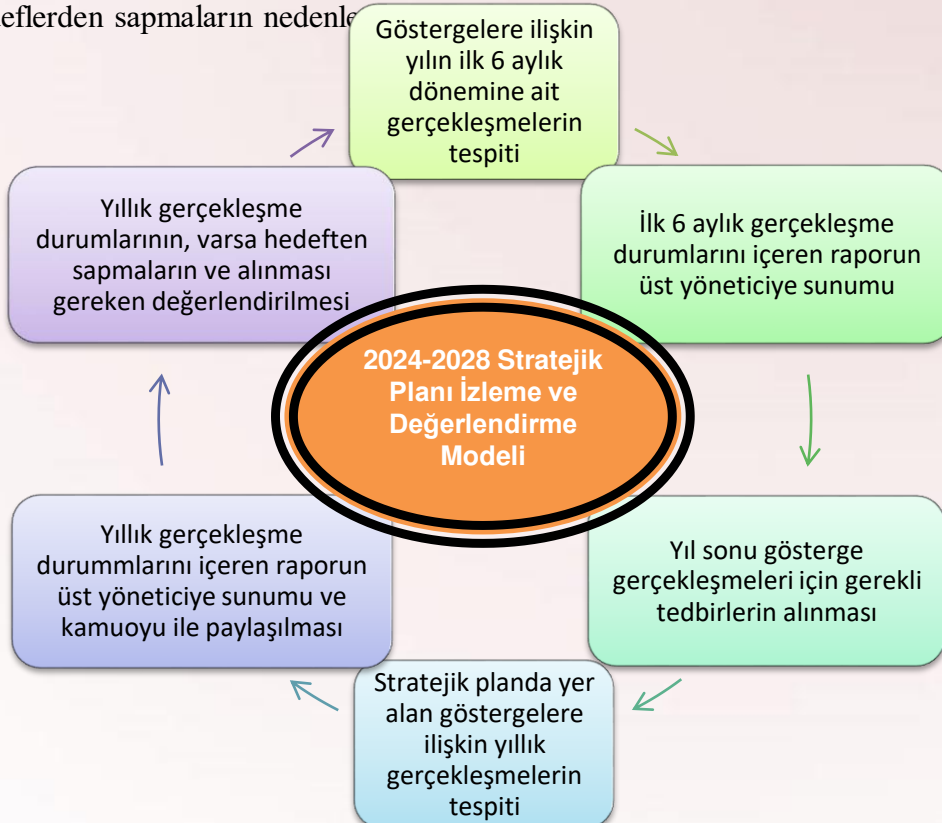 eflerden sapmaların nedenle
Göstergelere ilişkin
yılın ilk 6 aylık
dönemine ait
gerçekleşmelerin
tespiti
İlk 6 aylık gerçekleşme
durumlarını içeren raporun
üst yöneticiye sunumu
Yıl sonu gösterge
gerçekleşmeleri için gerekli
tedbirlerin alınması
Stratejik planda yer
alan göstergelere
ilişkin yıllık
gerçekleşmelerin
tespiti
Yıllık gerçekleşme
durummlarını içeren raporun
üst yöneticiye sunumu ve
kamuoyu ile paylaşılması
Yıllık gerçekleşme
durumlarının, varsa hedeften
sapmaların ve alınması
gereken değerlendirilmesi
2024-2028 Stratejik
Planı İzleme ve
Değerlendirme
Modeli